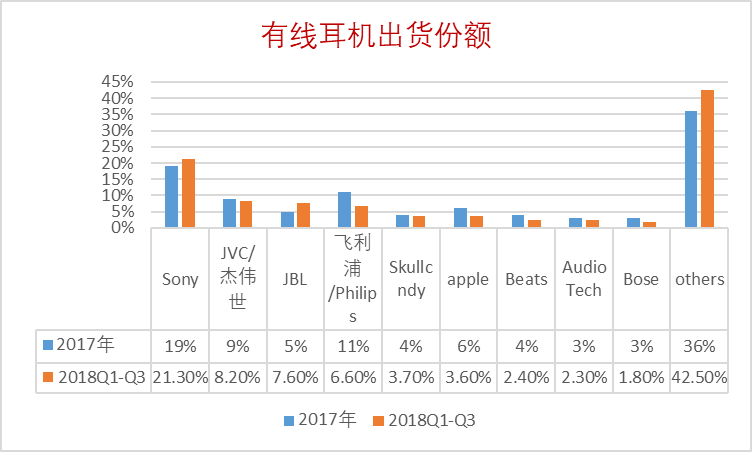 有线耳机出货份额
45%
40%
35%
30%
25%
20%
15%
10%
5%
0%
Sony
JVC/
杰伟
世
JBL
飞利
浦
/Philip
s
Skullc
ndy
apple
Beats
Audio
Tech
Bose
others
2017年 19% 9% 5% 11% 4% 6% 4% 3% 3% 36%
2018Q1-Q3 21.30% 8.20% 7.60% 6.60% 3.70% 3.60% 2.40% 2.30% 1.80% 42.50%
2017年 2018Q1-Q3